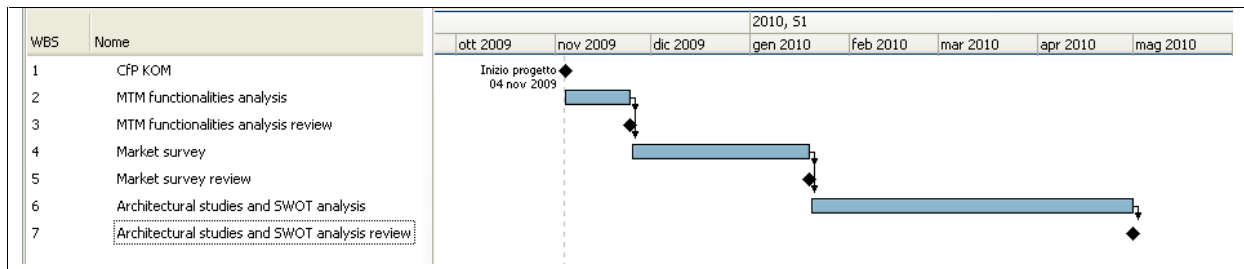 2010, S1
WBS Nome ott 2009 nov 2009 dic 2009 gen 2010 feb 2010 mar 2010 apr 2010 mag 2010
1 CfP KOM Inizio progetto
04 nov 2009
2 MTM functionalities analysis
3 MTM functionalities analysis review
4 Market survey
5 Market survey review
6 Architectural studies and SWOT analysis
7 Architectural studies and SWOT analysis review